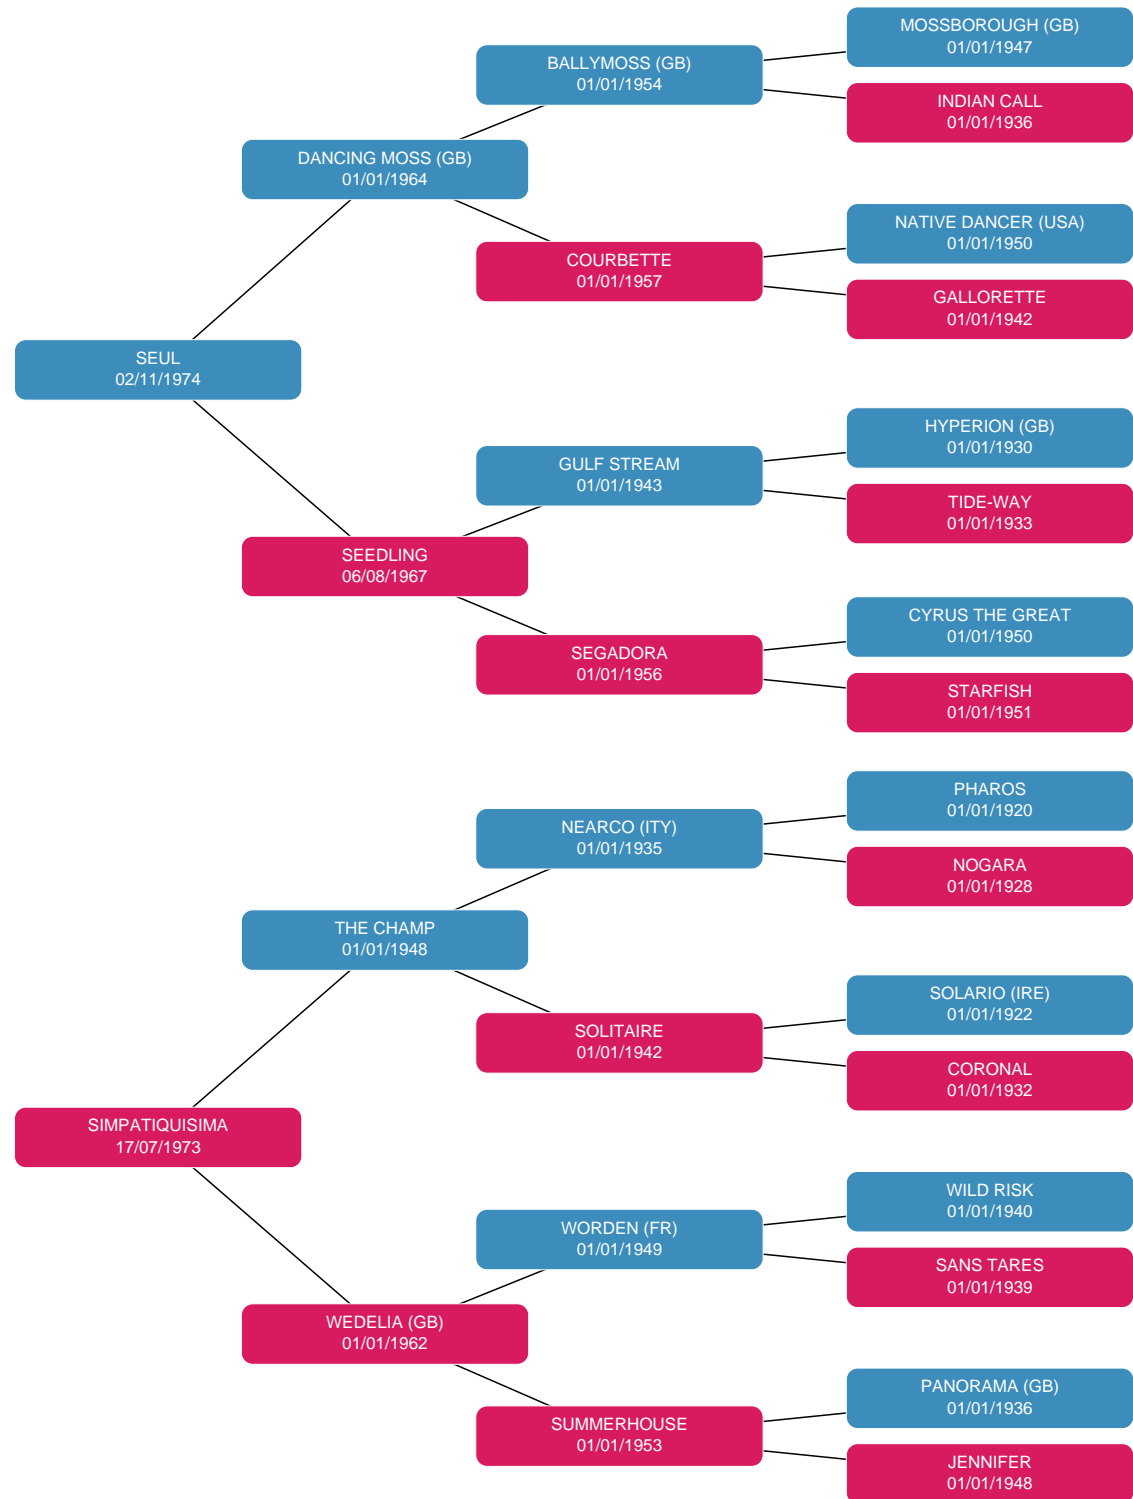 MOSSBOROUGH (GB)
01/01/1947
BALLYMOSS (GB)
01/01/1954
INDIAN CALL
01/01/1936
DANCING MOSS (GB)
01/01/1964
NATIVE DANCER (USA)
01/01/1950
COURBETTE
01/01/1957
GALLORETTE
01/01/1942
SEUL
02/11/1974
HYPERION (GB)
01/01/1930
GULF STREAM
01/01/1943
TIDE-WAY
01/01/1933
SEEDLING
06/08/1967
CYRUS THE GREAT
01/01/1950
SEGADORA
01/01/1956
STARFISH
01/01/1951
PHAROS
01/01/1920
NEARCO (ITY)
01/01/1935
NOGARA
01/01/1928
THE CHAMP
01/01/1948
SOLARIO (IRE)
01/01/1922
SOLITAIRE
01/01/1942
CORONAL
01/01/1932
SIMPATIQUISIMA
17/07/1973
WILD RISK
01/01/1940
WORDEN (FR)
01/01/1949
SANS TARES
01/01/1939
WEDELIA (GB)
01/01/1962
PANORAMA (GB)
01/01/1936
SUMMERHOUSE
01/01/1953
JENNIFER
01/01/1948